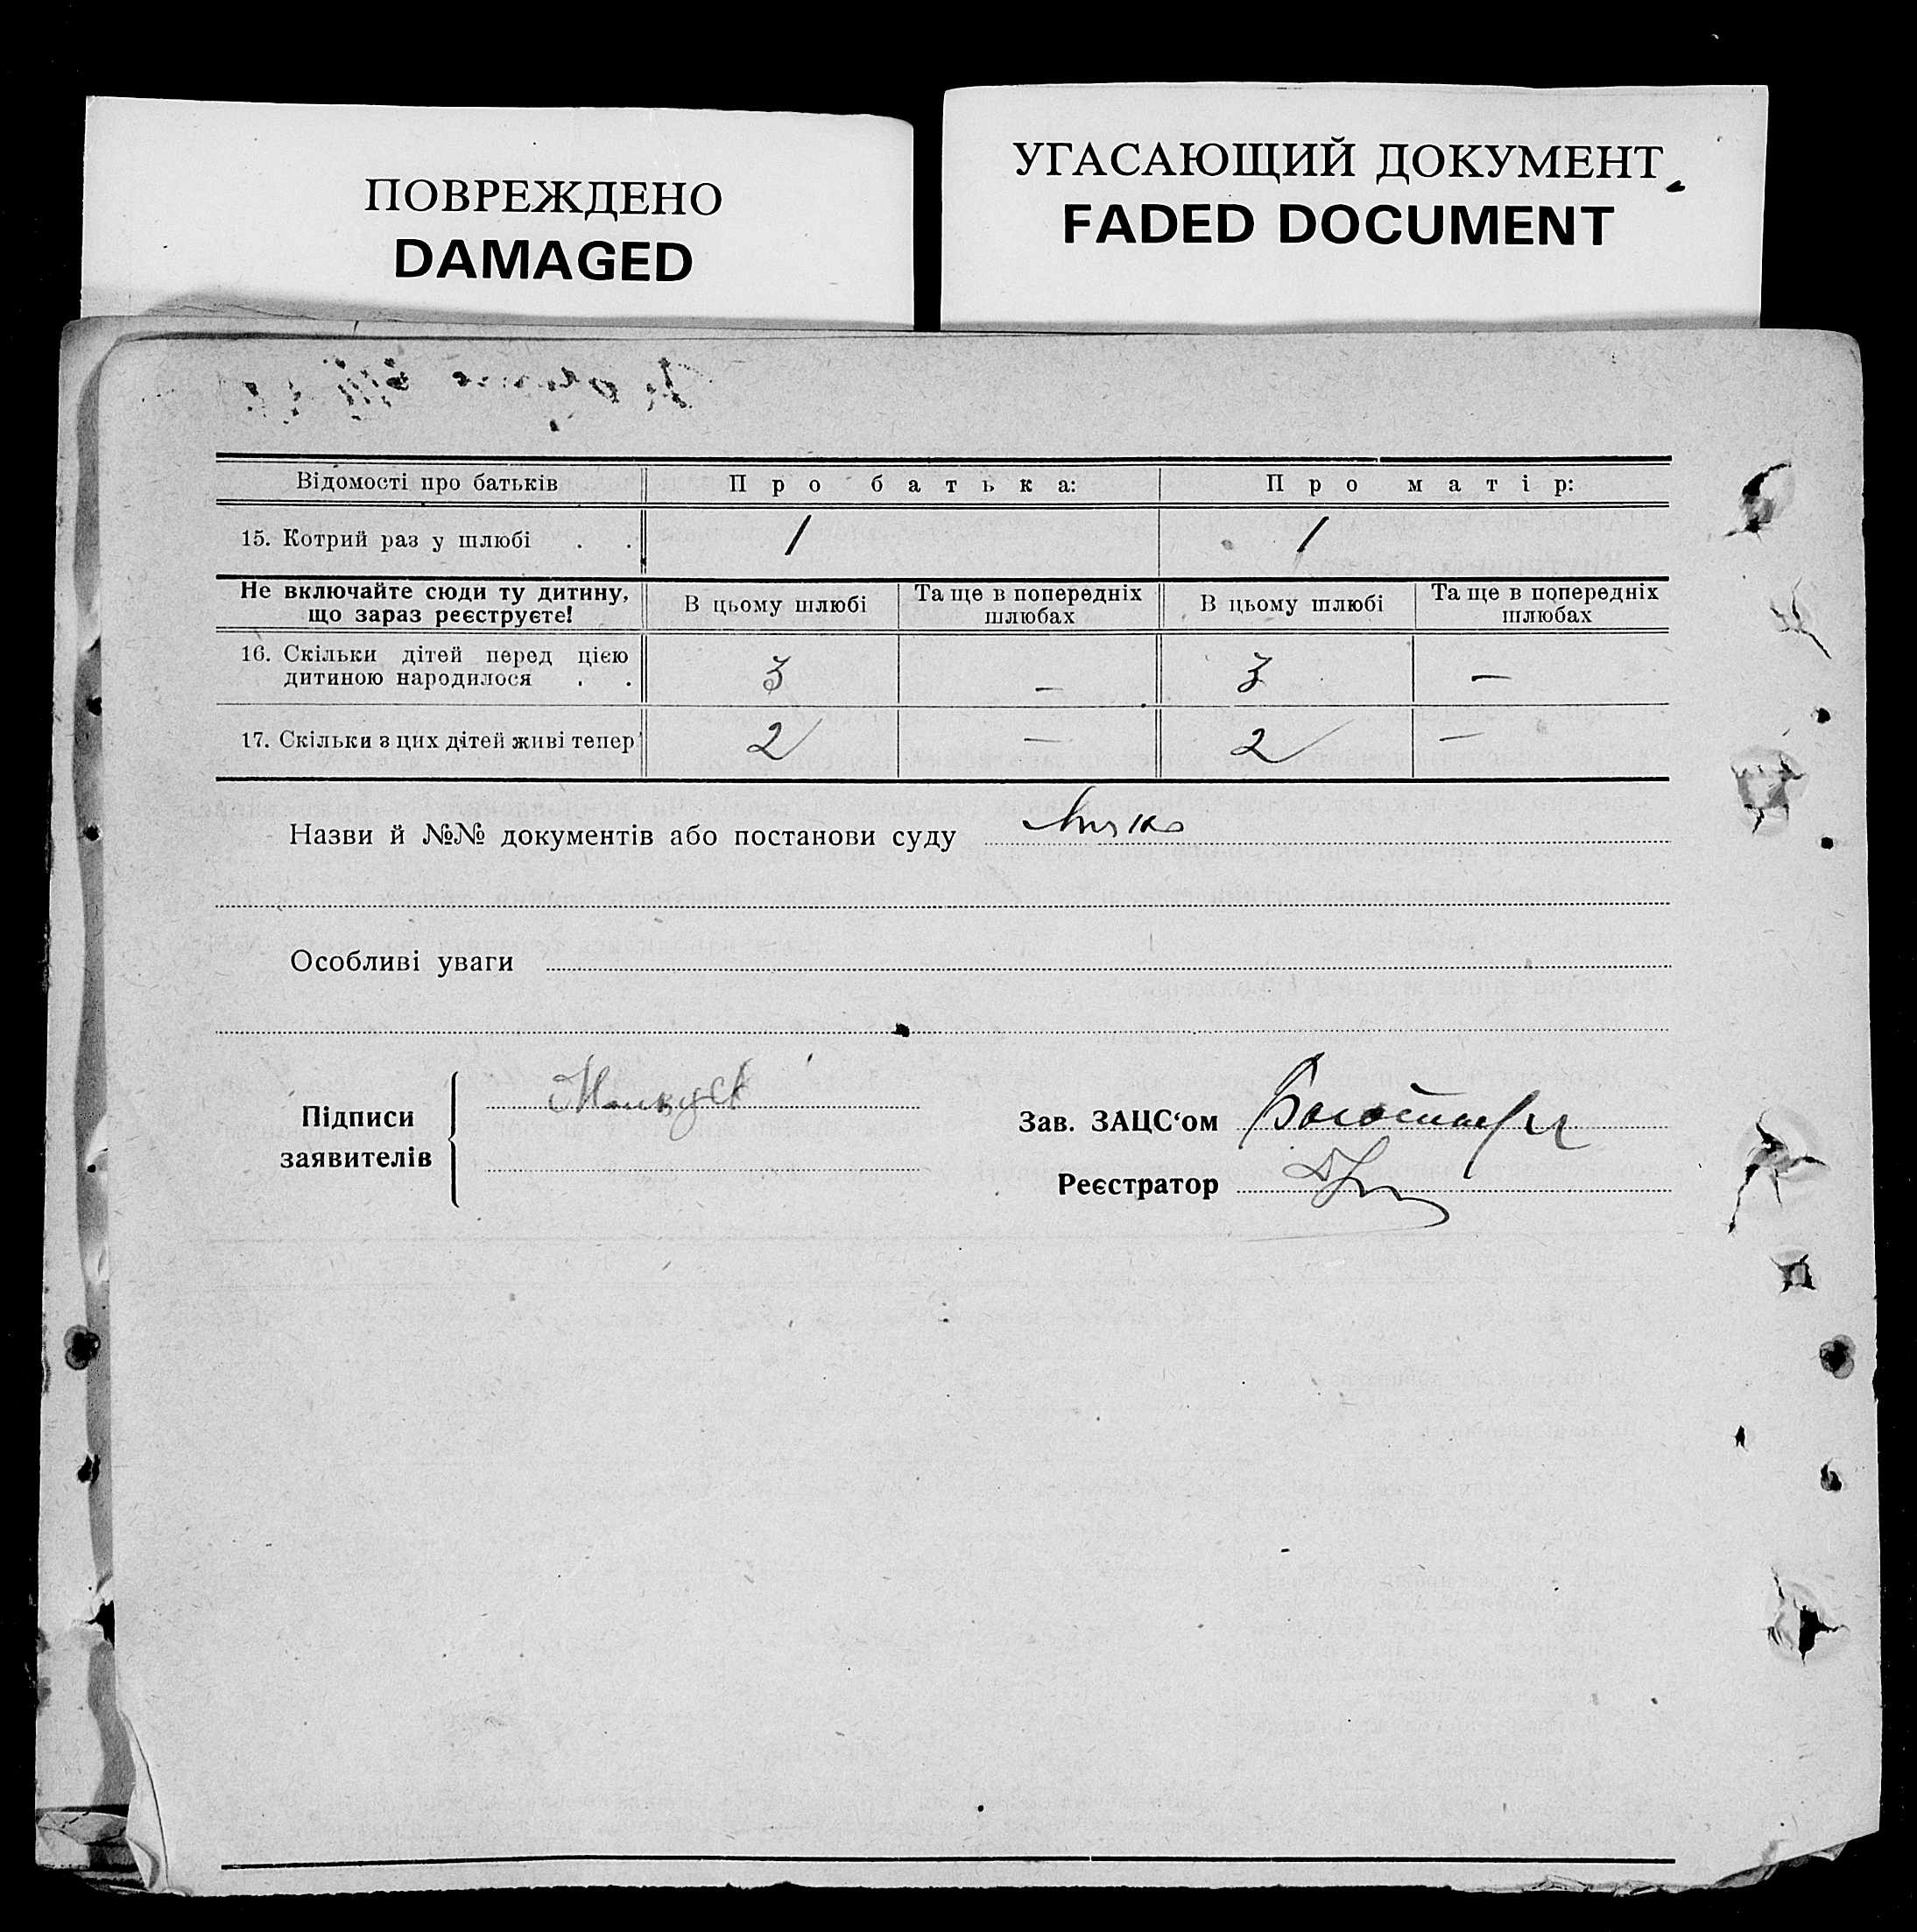 ПОВРЕЖДЕНО
DAMAGED
УГАСАЮЩИЙ ДОКУМЕНТ
FADED DOCUMENT
Відомості про батьків Про батька: Про матір:
15. Котрий раз у шлюбі . . 1 1
Не включайте сюди ту дитину, що зараз реєструєте! В цьому шлюбі Та ще в попередніх шлюбах В цьому шлюбі Та ще в попередніх шлюбах
16. Скільки дітей перед цією
дитиною народилося . . 3 — 3 —
17. Скільки з цих дітей живі тепер 2 — 2 —
Назви й №№ документів або постанови суду
Особливі уваги
Підписи
заявителів
Зав. ЗАЦС‘ом
Реєстратор